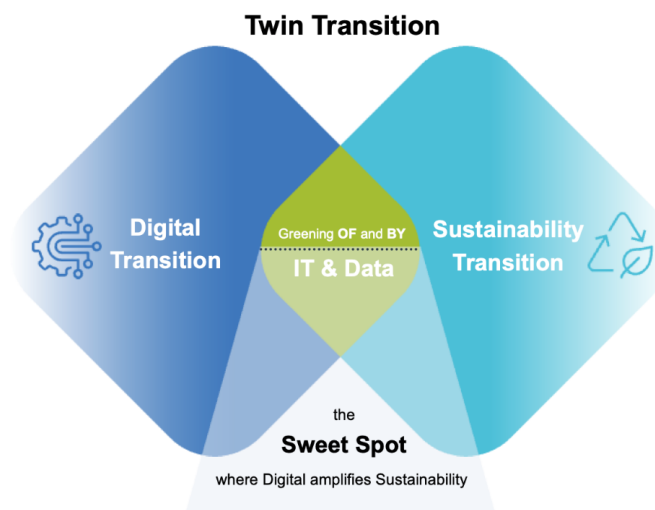 Twin Transition
Digital
Transition
Greening OF and BY
IT & Data
Sustainability
Transition
the
Sweet Spot
where Digital amplifies Sustainability